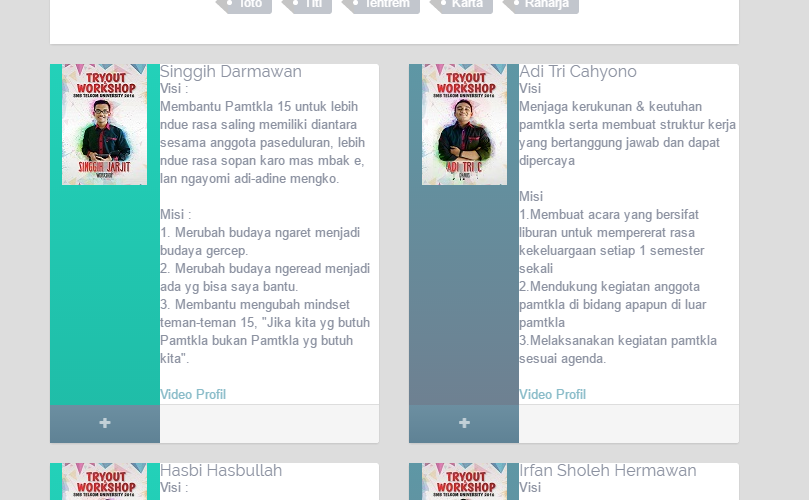 Toto
Titi
Tentrem
Karta
Raharja
TRYOUT
WORKSHOP
SMB TELKOM UNIVERSITY 2016
SINGGIH JARJIT
WORKSHOP
Singgih Darmawan
Visi :
Membantu Pamtkla 15 untuk lebih
ndue rasa saling memiliki diantara
sesama anggota paseduluran, lebih
ndue rasa sopan karo mas mbak e,
lan ngayomi adi-adine mengko.
Misi :
1. Merubah budaya ngaret menjadi
budaya gercep.
2. Merubah budaya ngeread menjadi
ada yg bisa saya bantu.
3. Membantu mengubah mindset
teman-teman 15, "Jika kita yg butuh
Pamtkla bukan Pamtkla yg butuh
kita".
Video Profil
+
TRYOUT
WORKSHOP
SMB TELKOM UNIVERSITY 2016
ADI TRI C
Adi Tri Cahyono
Visi
Menjaga kerukunan & keutuhan
pamtkla serta membuat struktur kerja
yang bertanggung jawab dan dapat
dipercaya
Misi
1.Membuat acara yang bersifat
liburan untuk mempererat rasa
kekeluargaan setiap 1 semester
sekali
2.Mendukung kegiatan anggota
pamtkla di bidang apapun di luar
pamtkla
3.Melaksanakan kegiatan pamtkla
sesuai agenda.
Video Profil
+
TRYOUT
WORKSHOP
SMB TELKOM UNIVERSITY 2016
Hasbi Hasbullah
Visi :
TRYOUT
WORKSHOP
SMB TELKOM UNIVERSITY 2016
Irfan Sholeh Hermawan
Visi